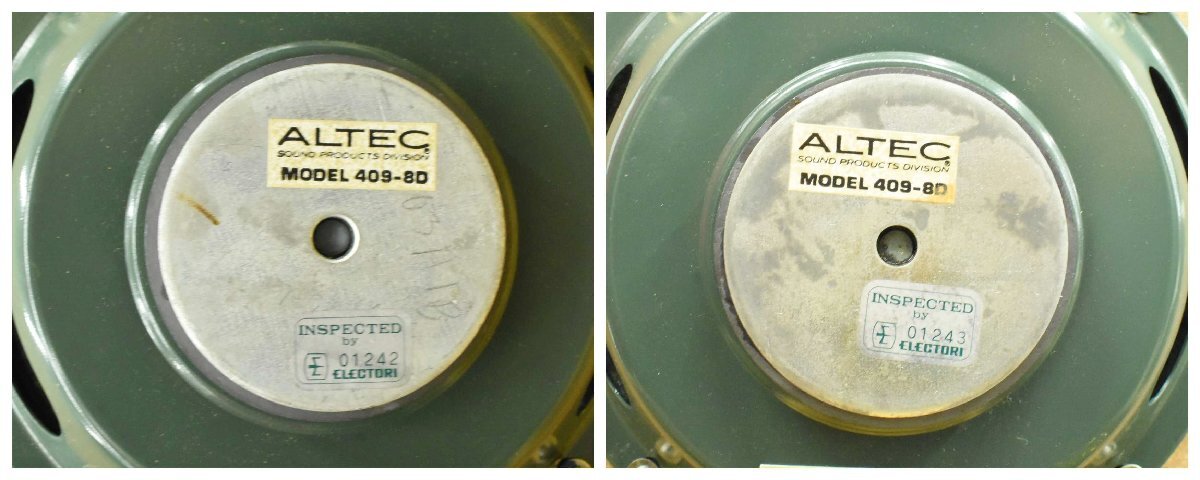 ALTEC
®
SOUND PRODUCTS DIVISION
MODEL 409-8D
INSPECTED
by
E 01242
ELECTORI
ALTEC
®
SOUND PRODUCTS DIVISION
MODEL 409-8D
INSPECTED
by
E 01243
ELECTORI